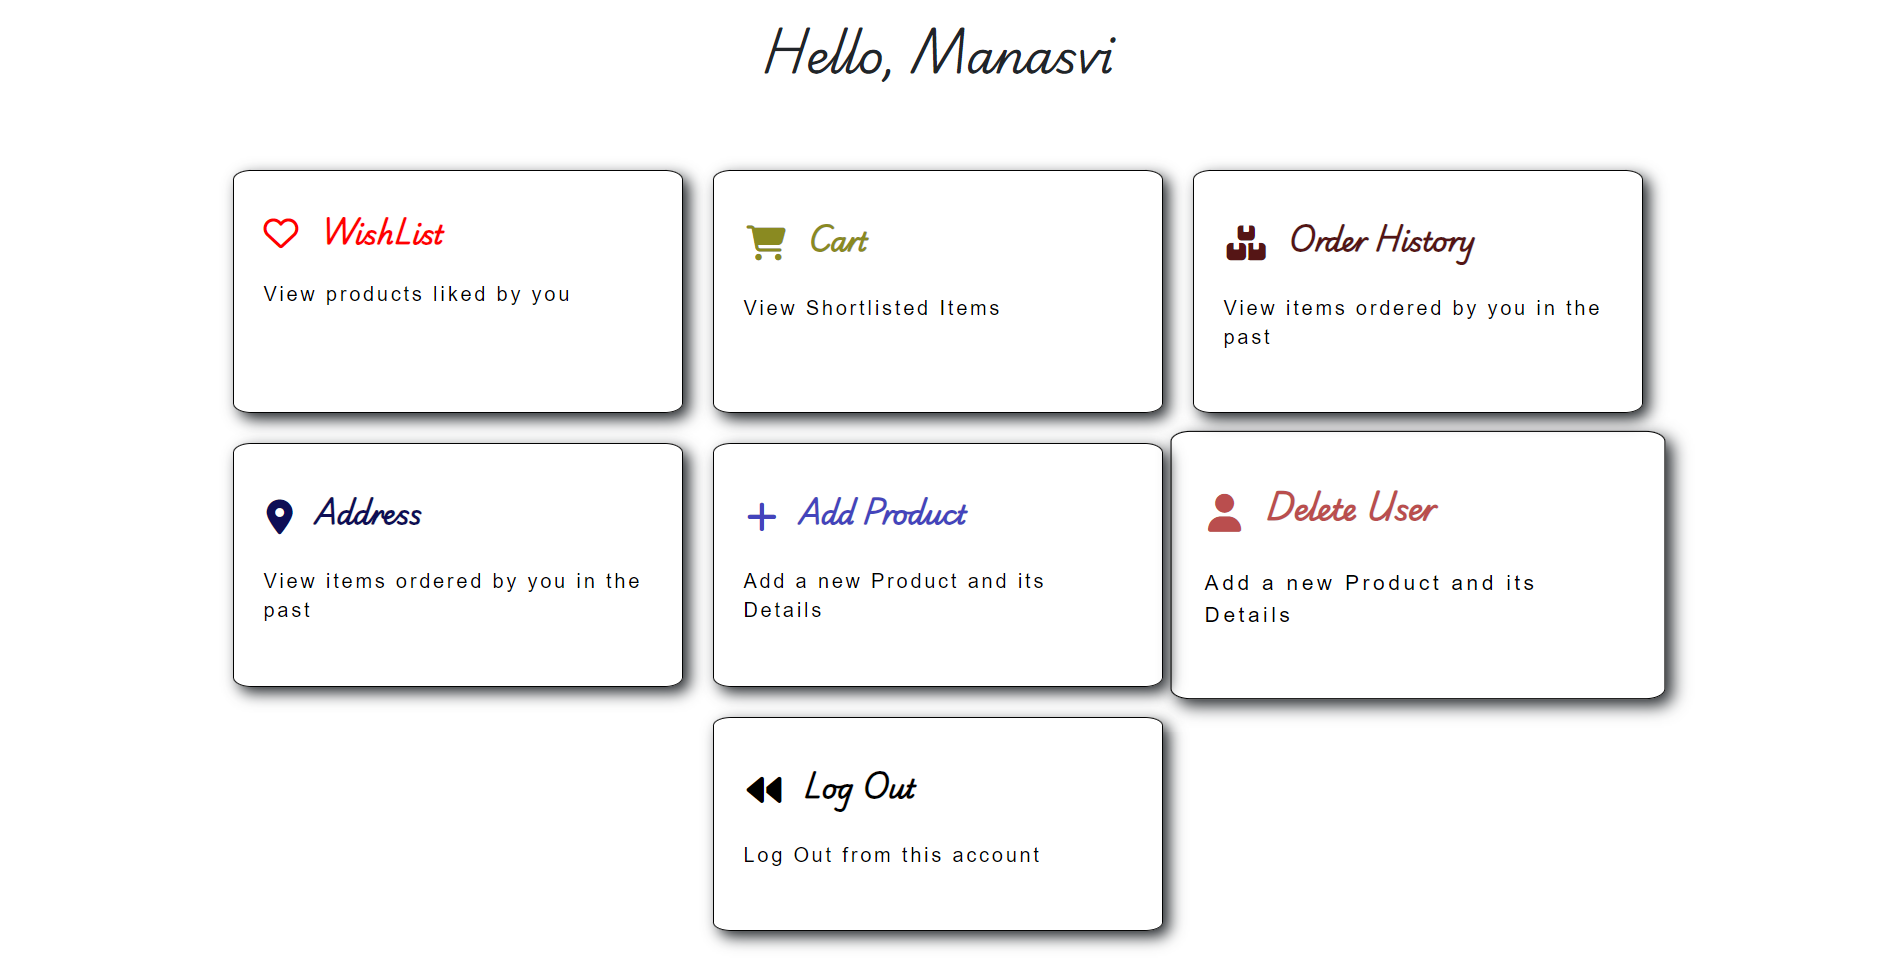 Hello, Manasvi
WishList
View products liked by you
Cart
View Shortlisted Items
Order History
View items ordered by you in the
past
Address
View items ordered by you in the
past
Add Product
Add a new Product and its
Details
Delete User
Add a new Product and its
Details
Log Out
Log Out from this account